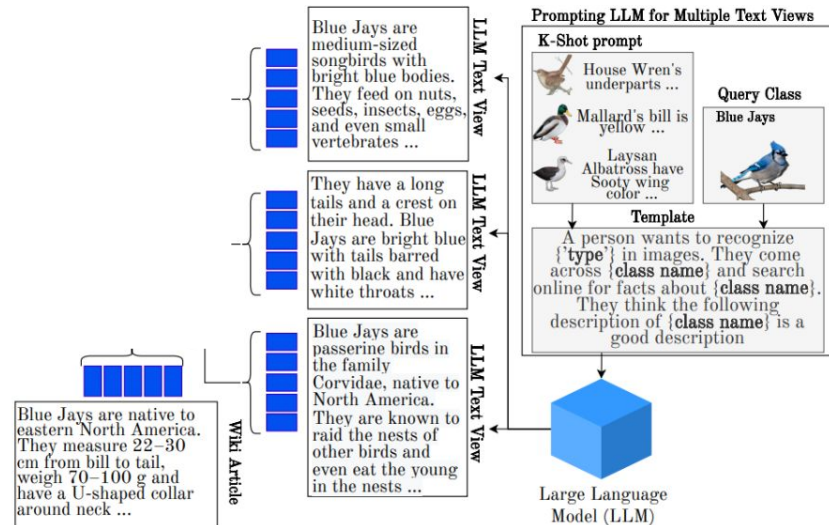 Blue Jays are
medium-sized
songbirds with
bright blue bodies.
They feed on nuts,
seeds, insects, eggs,
and even small
vertebrates ...
LLM Text View
They have a long
tails and a crest on
their head. Blue
Jays are bright blue
with tails barred
with black and have
white throats ...
LLM Text View
Blue Jays are
passerine birds in
the family
Corvidae, native to
North America.
They are known to
raid the nests of
other birds and
even eat the young
in the nests ...
LLM Text View
Blue Jays are native to
eastern North America.
They measure 22–30
cm from bill to tail,
weigh 70–100 g and
have a U-shaped collar
around neck ...
Wiki Article
Prompting LLM for Multiple Text Views
K-Shot prompt
House Wren's
underparts ...
Mallard's bill is
yellow ...
Laysan
Albatross have
Sooty wing
color ...
Query Class
Blue Jays
Template
A person wants to recognize
{'type'} in images. They come
across {class name} and search
online for facts about {class name}.
They think the following
description of {class name} is a
good description
Large Language
Model (LLM)